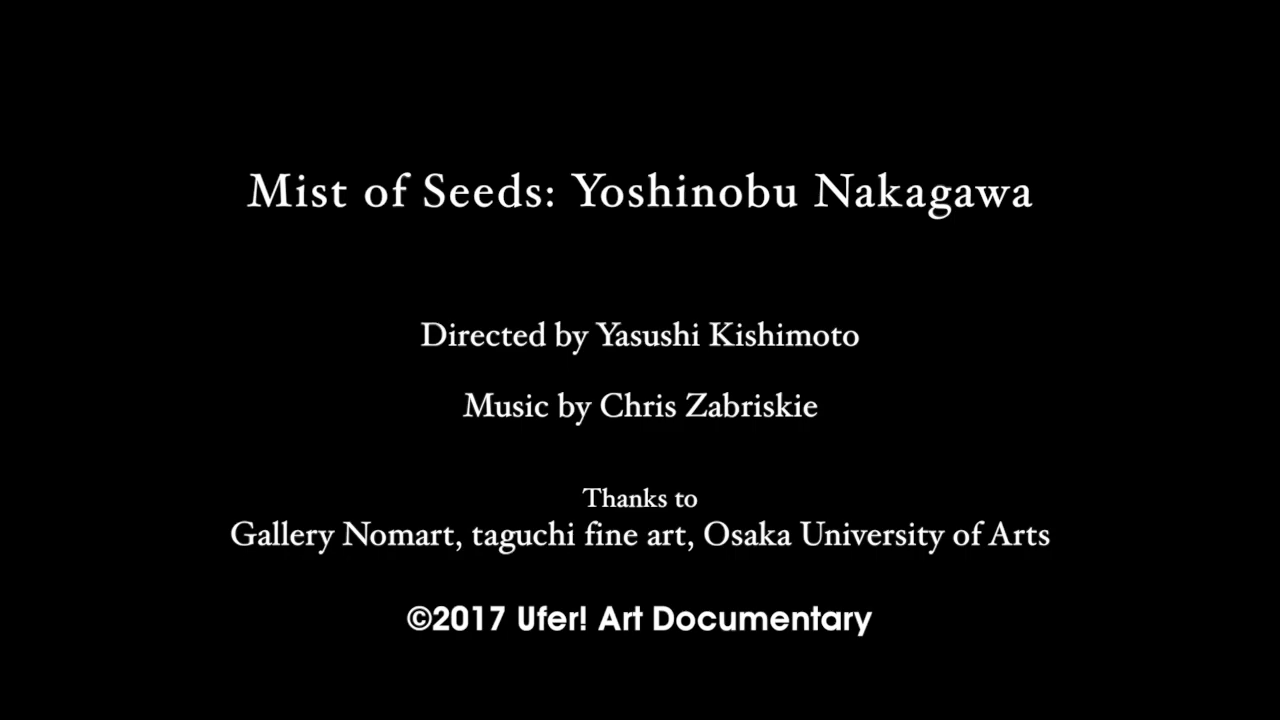 Mist of Seeds: Yoshinobu Nakagawa
Directed by Yasushi Kishimoto
Music by Chris Zabriskie
Thanks to
Gallery Nomart, taguchi fine art, Osaka University of Arts
©2017 Ufer! Art Documentary